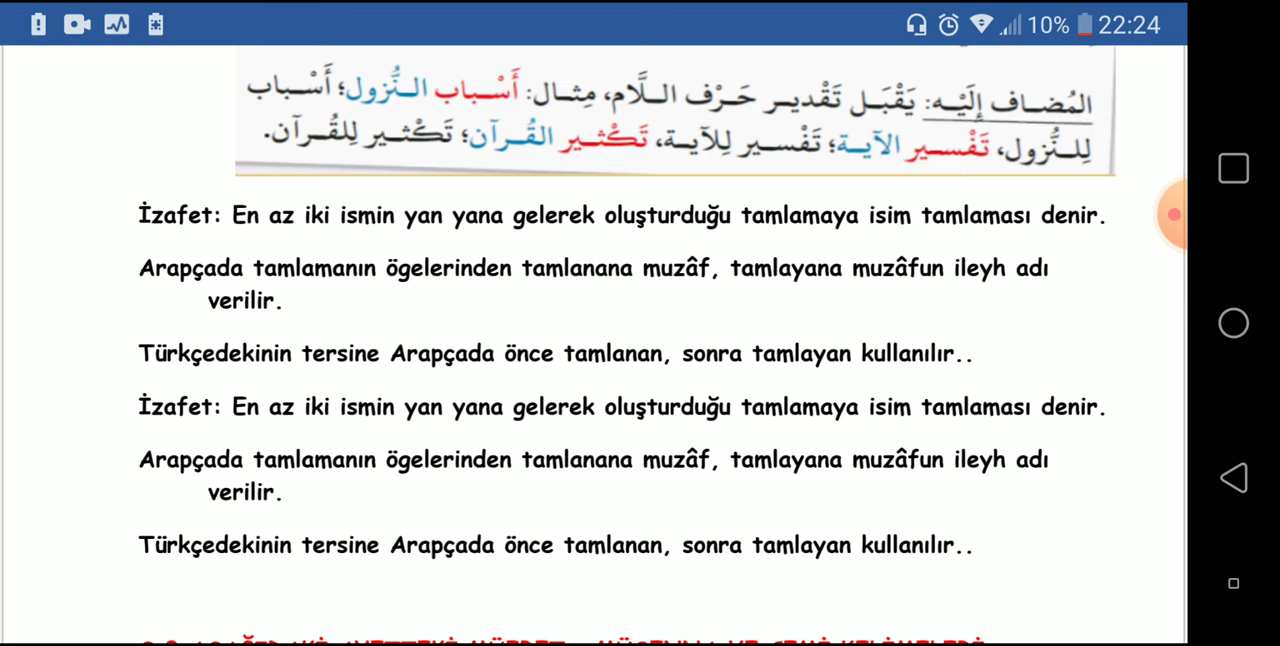 10% 22:24
المُضاف إِلَيْه: يَقْبَل تَقْدير حَرْف اللَّام، مِثال: أَسْباب النُّزول؛ أَسْباب
لِلنُّزول، تَفْسير الآية؛ تَفْسير لِلآية، تَكْثير القُرآن؛ تَكْثير لِلقُرآن.
İzafet: En az iki ismin yan yana gelerek oluşturduğu tamlamaya isim tamlaması denir.
Arapçada tamlamanın ögelerinden tamlanana muzâf, tamlayana muzâfun ileyh adı
verilir.
Türkçedekinin tersine Arapçada önce tamlanan, sonra tamlayan kullanılır..
İzafet: En az iki ismin yan yana gelerek oluşturduğu tamlamaya isim tamlaması denir.
Arapçada tamlamanın ögelerinden tamlanana muzâf, tamlayana muzâfun ileyh adı
verilir.
Türkçedekinin tersine Arapçada önce tamlanan, sonra tamlayan kullanılır..